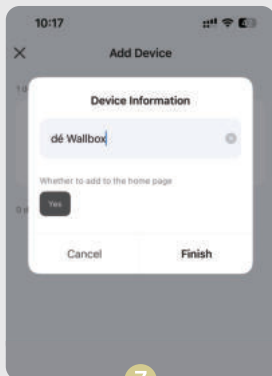 10:17
Add Device
Device Information
dé Wallbox
Whether to add to the home page
Yes
Cancel
Finish
7